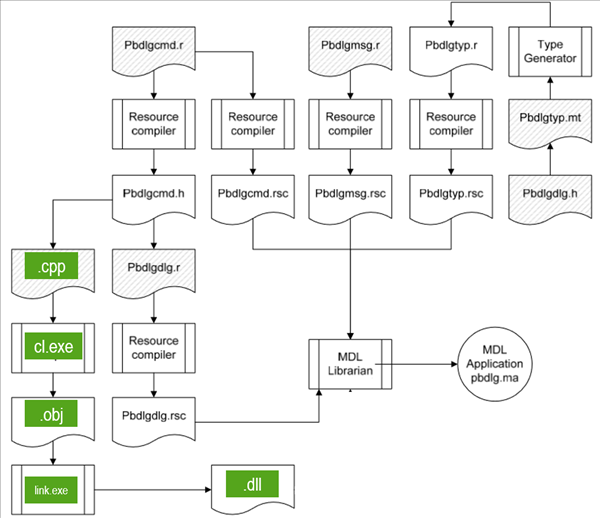 Pbdlgcmd.r
Pbdlgmsg.r
Pbdlgtyp.r
Type
Generator
Resource
compiler
Resource
compiler
Resource
compiler
Resource
compiler
Pbdlgtyp.mt
Pbdlgcmd.h
Pbdlgcmd.rsc
Pbdlgmsg.rsc
Pbdlgtyp.rsc
Pbdlgdlg.h
.cpp
Pbdlgdlg.r
cl.exe
Resource
compiler
MDL
Librarian
MDL
Application
pbdlg.ma
.obj
Pbdlgdlg.rsc
link.exe
.dll